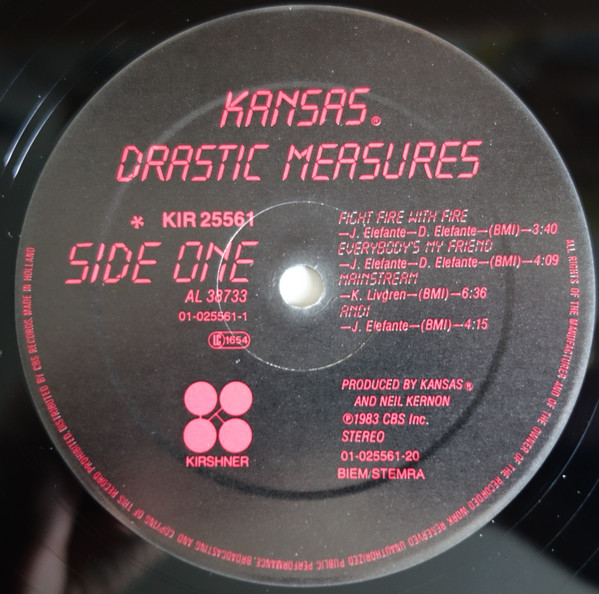 KANSAS®
DRASTIC MEASURES
* KIR 25561
SIDE ONE
AL 38733
01-025561-1
LC 1654
FIGHT FIRE WITH FIRE
—J. Elefante—D. Elefante—(BMI)—3:40
EVERYBODY'S MY FRIEND
—J. Elefante—D. Elefante—(BMI)—4:09
MAINSTREAM
—K. Livgren—(BMI)—6:36
ANDI
—J. Elefante—(BMI)—4:15
KIRSHNER
PRODUCED BY KANSAS®
AND NEIL KERNON
℗1983 CBS Inc.
STEREO
01-025561-20
BIEM/STEMRA
ALL RIGHTS OF THE MANUFACTURER AND OF THE OWNER OF THE RECORDED WORK RESERVED UNAUTHORIZED PUBLIC PERFORMANCE, BROADCASTING AND COPYING OF THIS RECORD PROHIBITED. DISTRIBUTED BY CBS RECORDS. MADE IN HOLLAND